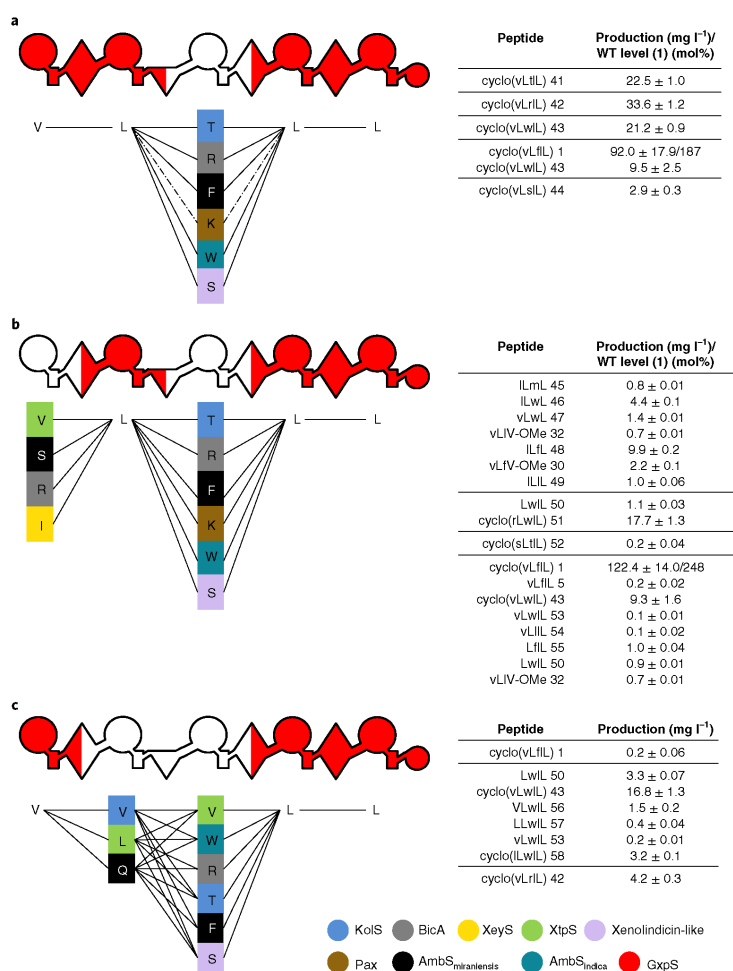 a
Peptide Production (mg l⁻¹)/
WT level (1) (mol%)
cyclo(vLtlL) 41 22.5 ± 1.0
cyclo(vLrlL) 42 33.6 ± 1.2
cyclo(vLwlL) 43 21.2 ± 0.9
cyclo(vLflL) 1 92.0 ± 17.9/187
cyclo(vLwlL) 43 9.5 ± 2.5
cyclo(vLslL) 44 2.9 ± 0.3
V L T L L
R
F
K
W
S
b
Peptide Production (mg l⁻¹)/
WT level (1) (mol%)
lLmL 45 0.8 ± 0.01
lLwL 46 4.4 ± 0.1
vLwL 47 1.4 ± 0.01
vLlV-OMe 32 0.7 ± 0.01
lLfL 48 9.9 ± 0.2
vLfV-OMe 30 2.2 ± 0.1
lLlL 49 1.0 ± 0.06
LwlL 50 1.1 ± 0.03
cyclo(rLwlL) 51 17.7 ± 1.3
cyclo(sLtlL) 52 0.2 ± 0.04
cyclo(vLflL) 1 122.4 ± 14.0/248
vLflL 5 0.2 ± 0.02
cyclo(vLwlL) 43 9.3 ± 1.6
vLwlL 53 0.1 ± 0.01
vLllL 54 0.1 ± 0.02
LflL 55 1.0 ± 0.04
LwlL 50 0.9 ± 0.01
vLlV-OMe 32 0.7 ± 0.01
V L T L L
S R
R F
I K
W
S
c
Peptide Production (mg l⁻¹)
cyclo(vLflL) 1 0.2 ± 0.06
LwlL 50 3.3 ± 0.07
cyclo(vLwlL) 43 16.8 ± 1.3
VLwlL 56 1.5 ± 0.2
LLwlL 57 0.4 ± 0.04
vLwlL 53 0.2 ± 0.01
cyclo(lLwlL) 58 3.2 ± 0.1
cyclo(vLrlL) 42 4.2 ± 0.3
V V V L L
L W
Q R
T
F
S
KolS BicA XeyS XtpS Xenolindicin-like
Pax AmbSmiraniensis AmbSindica GxpS